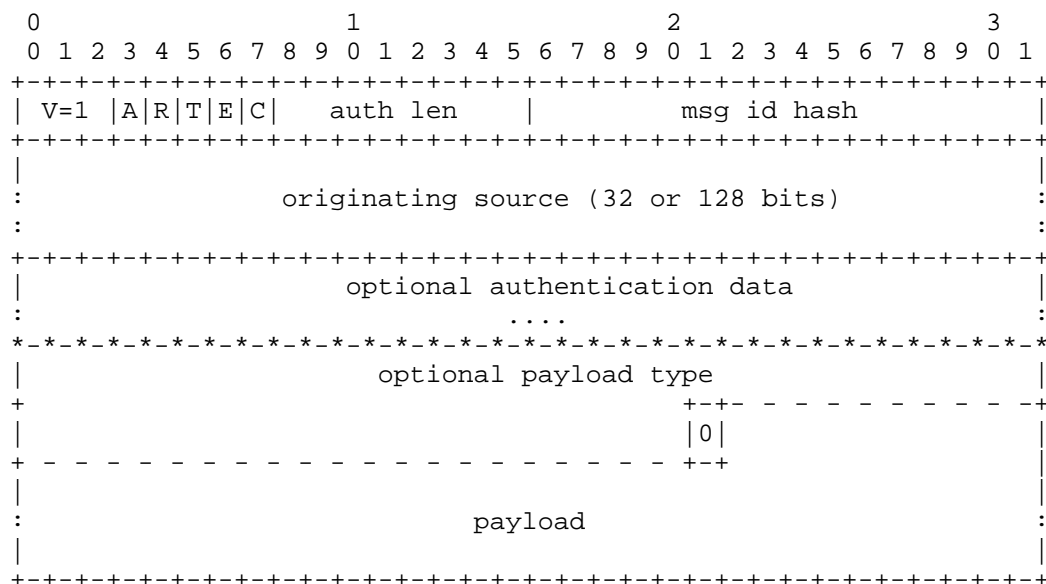 0                   1                   2                   3
 0 1 2 3 4 5 6 7 8 9 0 1 2 3 4 5 6 7 8 9 0 1 2 3 4 5 6 7 8 9 0 1
+-+-+-+-+-+-+-+-+-+-+-+-+-+-+-+-+-+-+-+-+-+-+-+-+-+-+-+-+-+-+-+-+
| V=1 |A|R|T|E|C|   auth len    |         msg id hash           |
+-+-+-+-+-+-+-+-+-+-+-+-+-+-+-+-+-+-+-+-+-+-+-+-+-+-+-+-+-+-+-+-+
|                                                               |
:                originating source (32 or 128 bits)            :
:                                                               :
+-+-+-+-+-+-+-+-+-+-+-+-+-+-+-+-+-+-+-+-+-+-+-+-+-+-+-+-+-+-+-+-+
|                    optional authentication data               |
:                              ....                             :
*-*-*-*-*-*-*-*-*-*-*-*-*-*-*-*-*-*-*-*-*-*-*-*-*-*-*-*-*-*-*-*-*
|                      optional payload type                    |
+                                         +-+- - - - - - - - - -+
|                                         |0|                   |
+ - - - - - - - - - - - - - - - - - - - - +-+                   |
|                                                               |
:                            payload                            :
|                                                               |
+-+-+-+-+-+-+-+-+-+-+-+-+-+-+-+-+-+-+-+-+-+-+-+-+-+-+-+-+-+-+-+-+